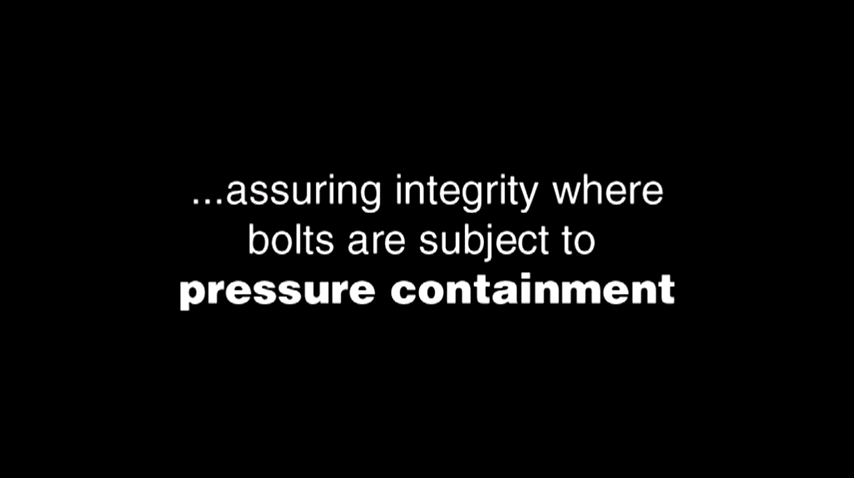 ...assuring integrity where
bolts are subject to
pressure containment